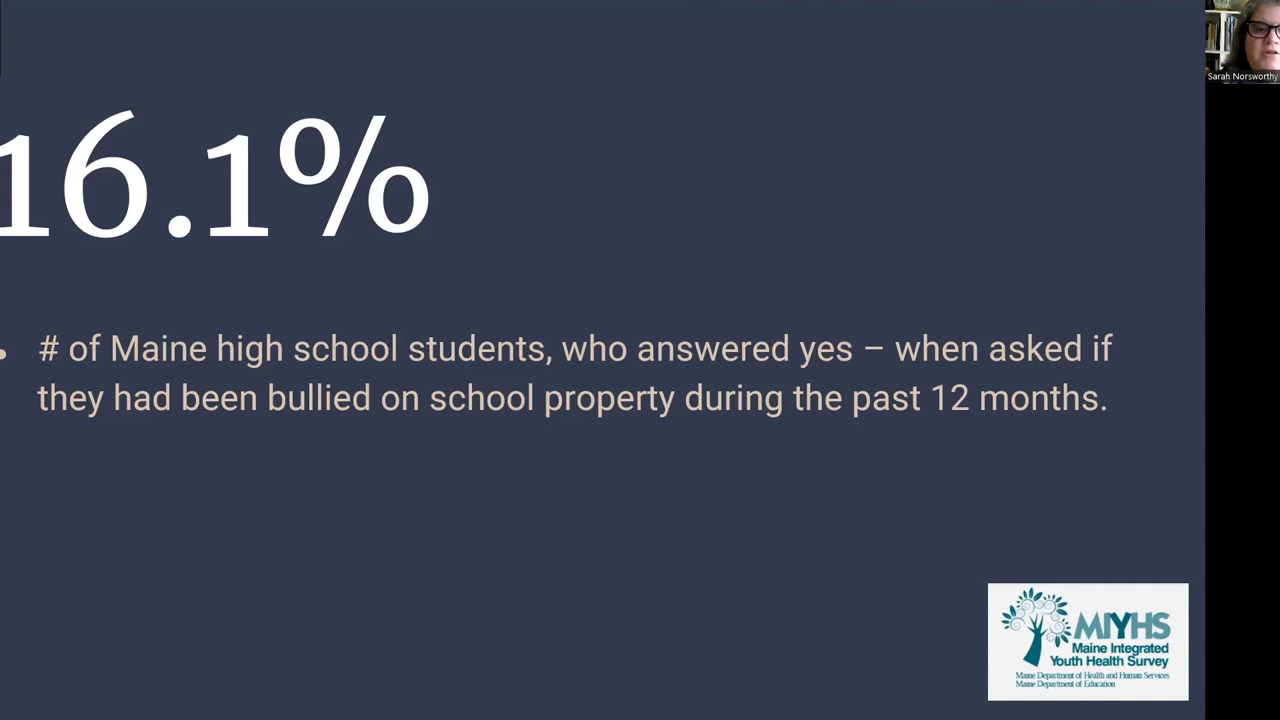 Sarah Norsworthy
16.1%
# of Maine high school students, who answered yes – when asked if
they had been bullied on school property during the past 12 months.
MIYHS
Maine Integrated
Youth Health Survey
Maine Department of Health and Human Services
Maine Department of Education